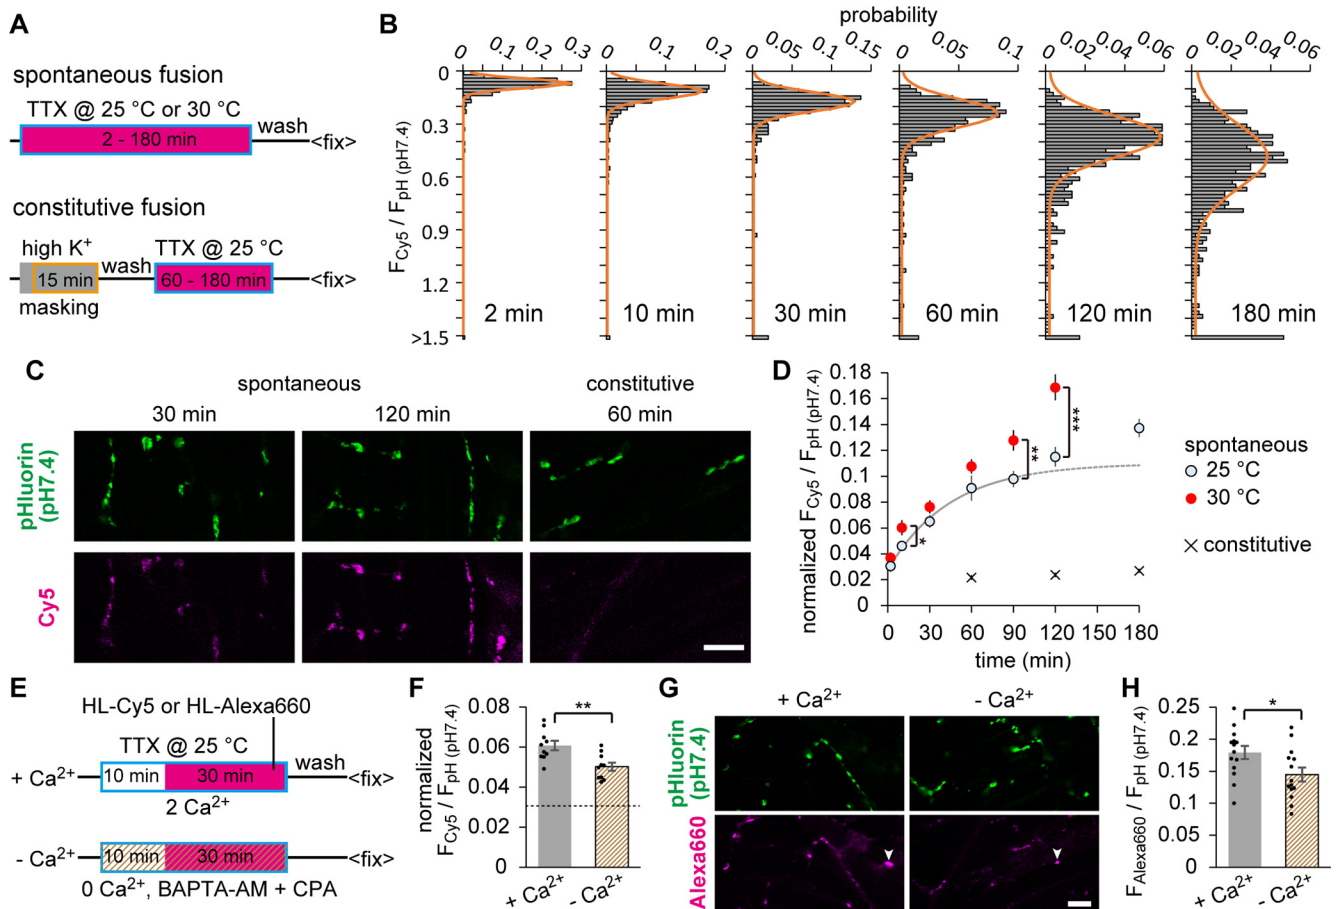 A
spontaneous fusion
TTX @ 25 °C or 30 °C
wash
2 - 180 min
<fix>
constitutive fusion
high K+
TTX @ 25 °C
wash
15 min
60 - 180 min
<fix>
masking
B
probability
0 0.1 0.2 0.3
0 0.1 0.2
0 0.05 0.1 0.15
0 0.05 0.1
0 0.02 0.04 0.06
0 0.02 0.04 0.06
FCy5 / FpH (pH7.4)
0
0.3
0.6
0.9
1.2
>1.5
2 min
10 min
30 min
60 min
120 min
180 min
C
spontaneous
constitutive
30 min
120 min
60 min
pHluorin
(pH7.4)
Cy5
D
normalized FCy5 / FpH (pH7.4)
0.18
0.14
0.1
0.08
0.06
0.04
0.02
0
*
**
***
0 30 60 90 120 150 180
time (min)
spontaneous
25 °C
30 °C
constitutive
E
HL-Cy5 or HL-Alexa660
TTX @ 25 °C
wash
+ Ca2+
10 min
30 min
<fix>
2 Ca2+
- Ca2+
10 min
30 min
<fix>
0 Ca2+, BAPTA-AM + CPA
F
normalized
FCy5 / FpH (pH7.4)
0.08
0.06
0.04
0.02
0
**
+ Ca2+
- Ca2+
G
+ Ca2+
- Ca2+
pHluorin
(pH7.4)
Alexa660
H
FAlexa660 / FpH (pH7.4)
0.25
0.2
0.15
0.1
0.05
0
*
+ Ca2+
- Ca2+